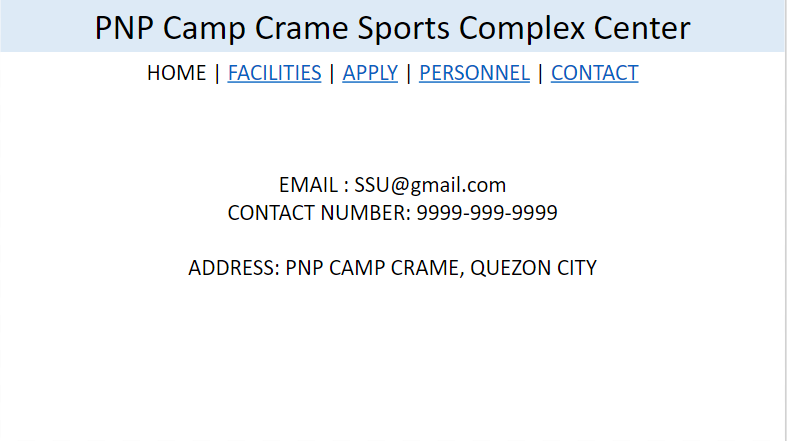 PNP Camp Crame Sports Complex Center
HOME | FACILITIES | APPLY | PERSONNEL | CONTACT
EMAIL : SSU@gmail.com
CONTACT NUMBER: 9999-999-9999
ADDRESS: PNP CAMP CRAME, QUEZON CITY